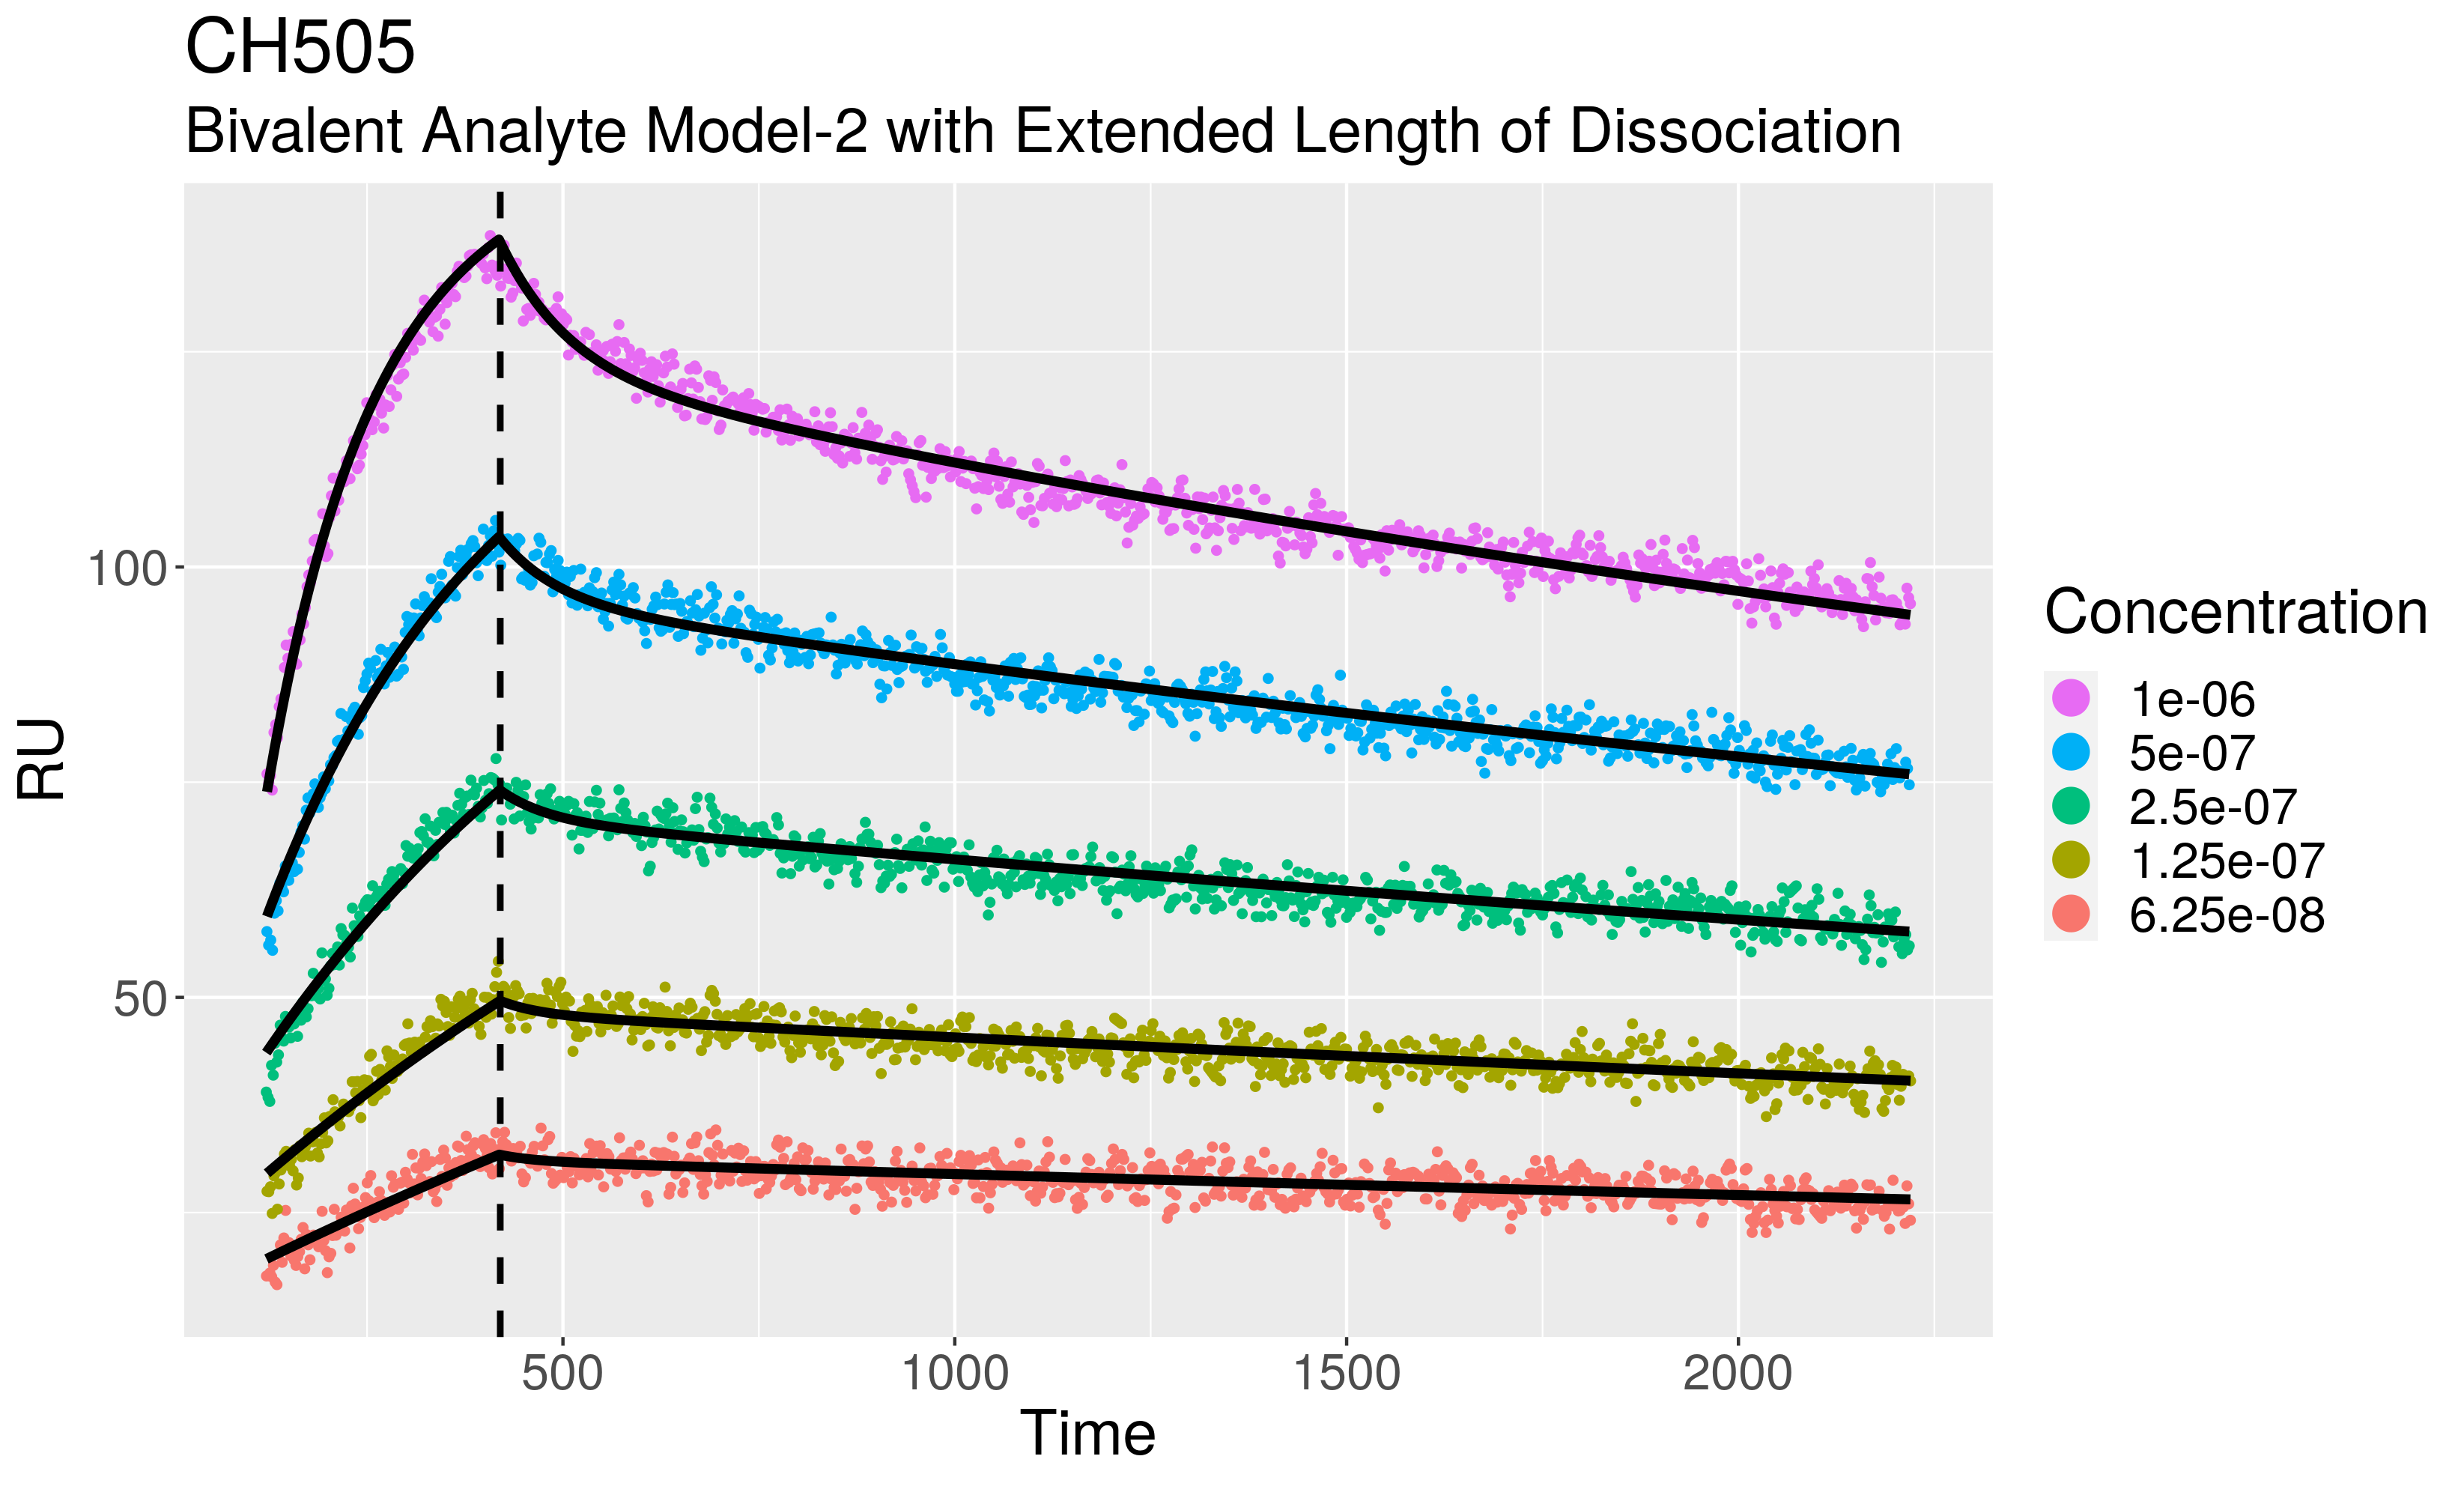 CH505
Bivalent Analyte Model-2 with Extended Length of Dissociation
RU
100
50
500
1000
1500
2000
Time
Concentration
1e-06
5e-07
2.5e-07
1.25e-07
6.25e-08